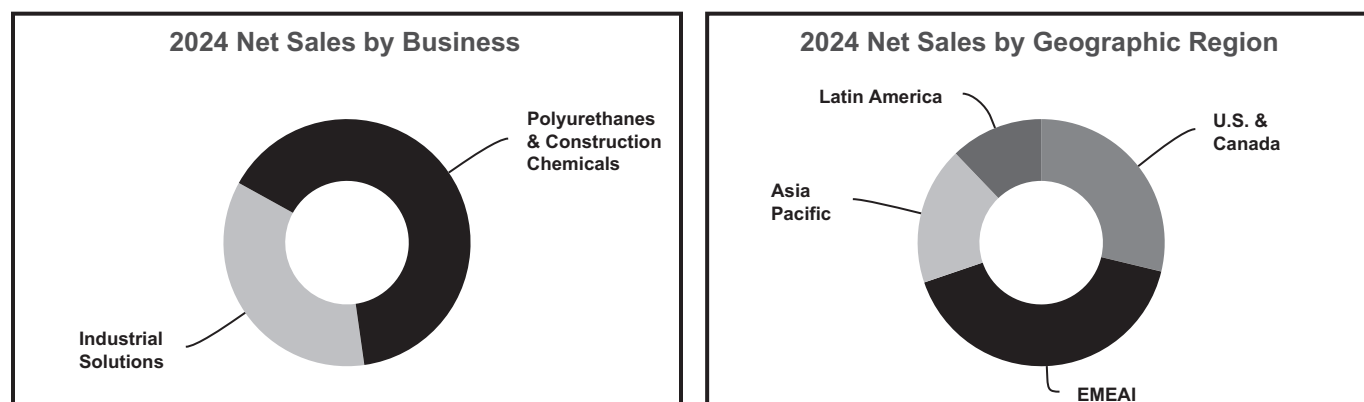 2024 Net Sales by Business
Polyurethanes
& Construction
Chemicals
Industrial
Solutions
2024 Net Sales by Geographic Region
Latin America
U.S. &
Canada
Asia
Pacific
EMEAI